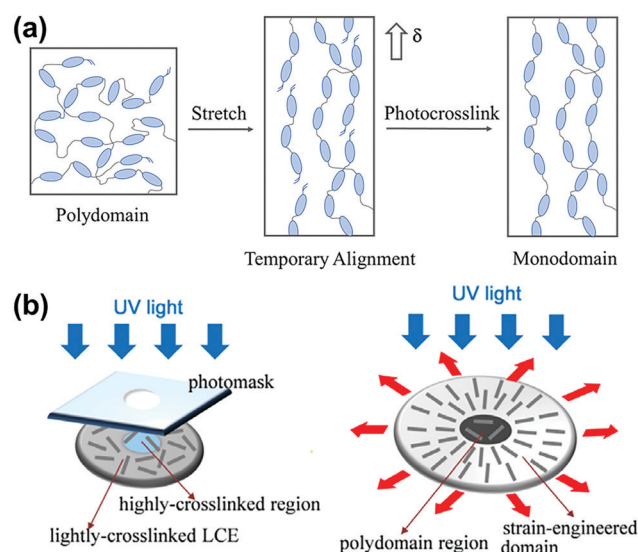 (a)
δ
Stretch
Photocrosslink
Polydomain
Temporary Alignment
Monodomain
(b)
UV light
UV light
photomask
highly-crosslinked region
lightly-crosslinked LCE
polydomain region
strain-engineered
domain